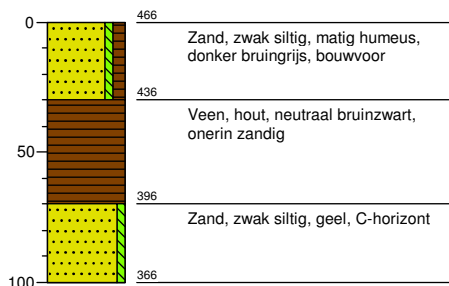 0
466
Zand, zwak siltig, matig humeus,
donker bruingrijs, bouwvoor
436
Veen, hout, neutraal bruinzwart,
onerin zandig
50
396
Zand, zwak siltig, geel, C-horizont
100
366